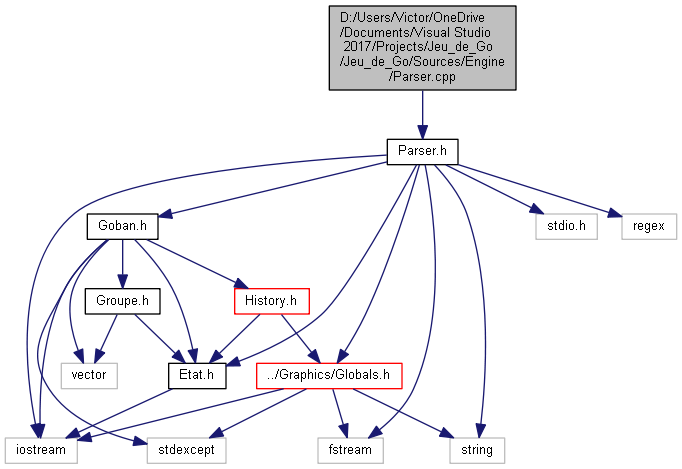 D:/Users/Victor/OneDrive
/Documents/Visual Studio
2017/Projects/Jeu_de_Go
/Jeu_de_Go/Sources/Engine
/Parser.cpp
Parser.h
Goban.h
stdio.h
regex
Groupe.h
History.h
vector
Etat.h
../Graphics/Globals.h
iostream
stdexcept
fstream
string